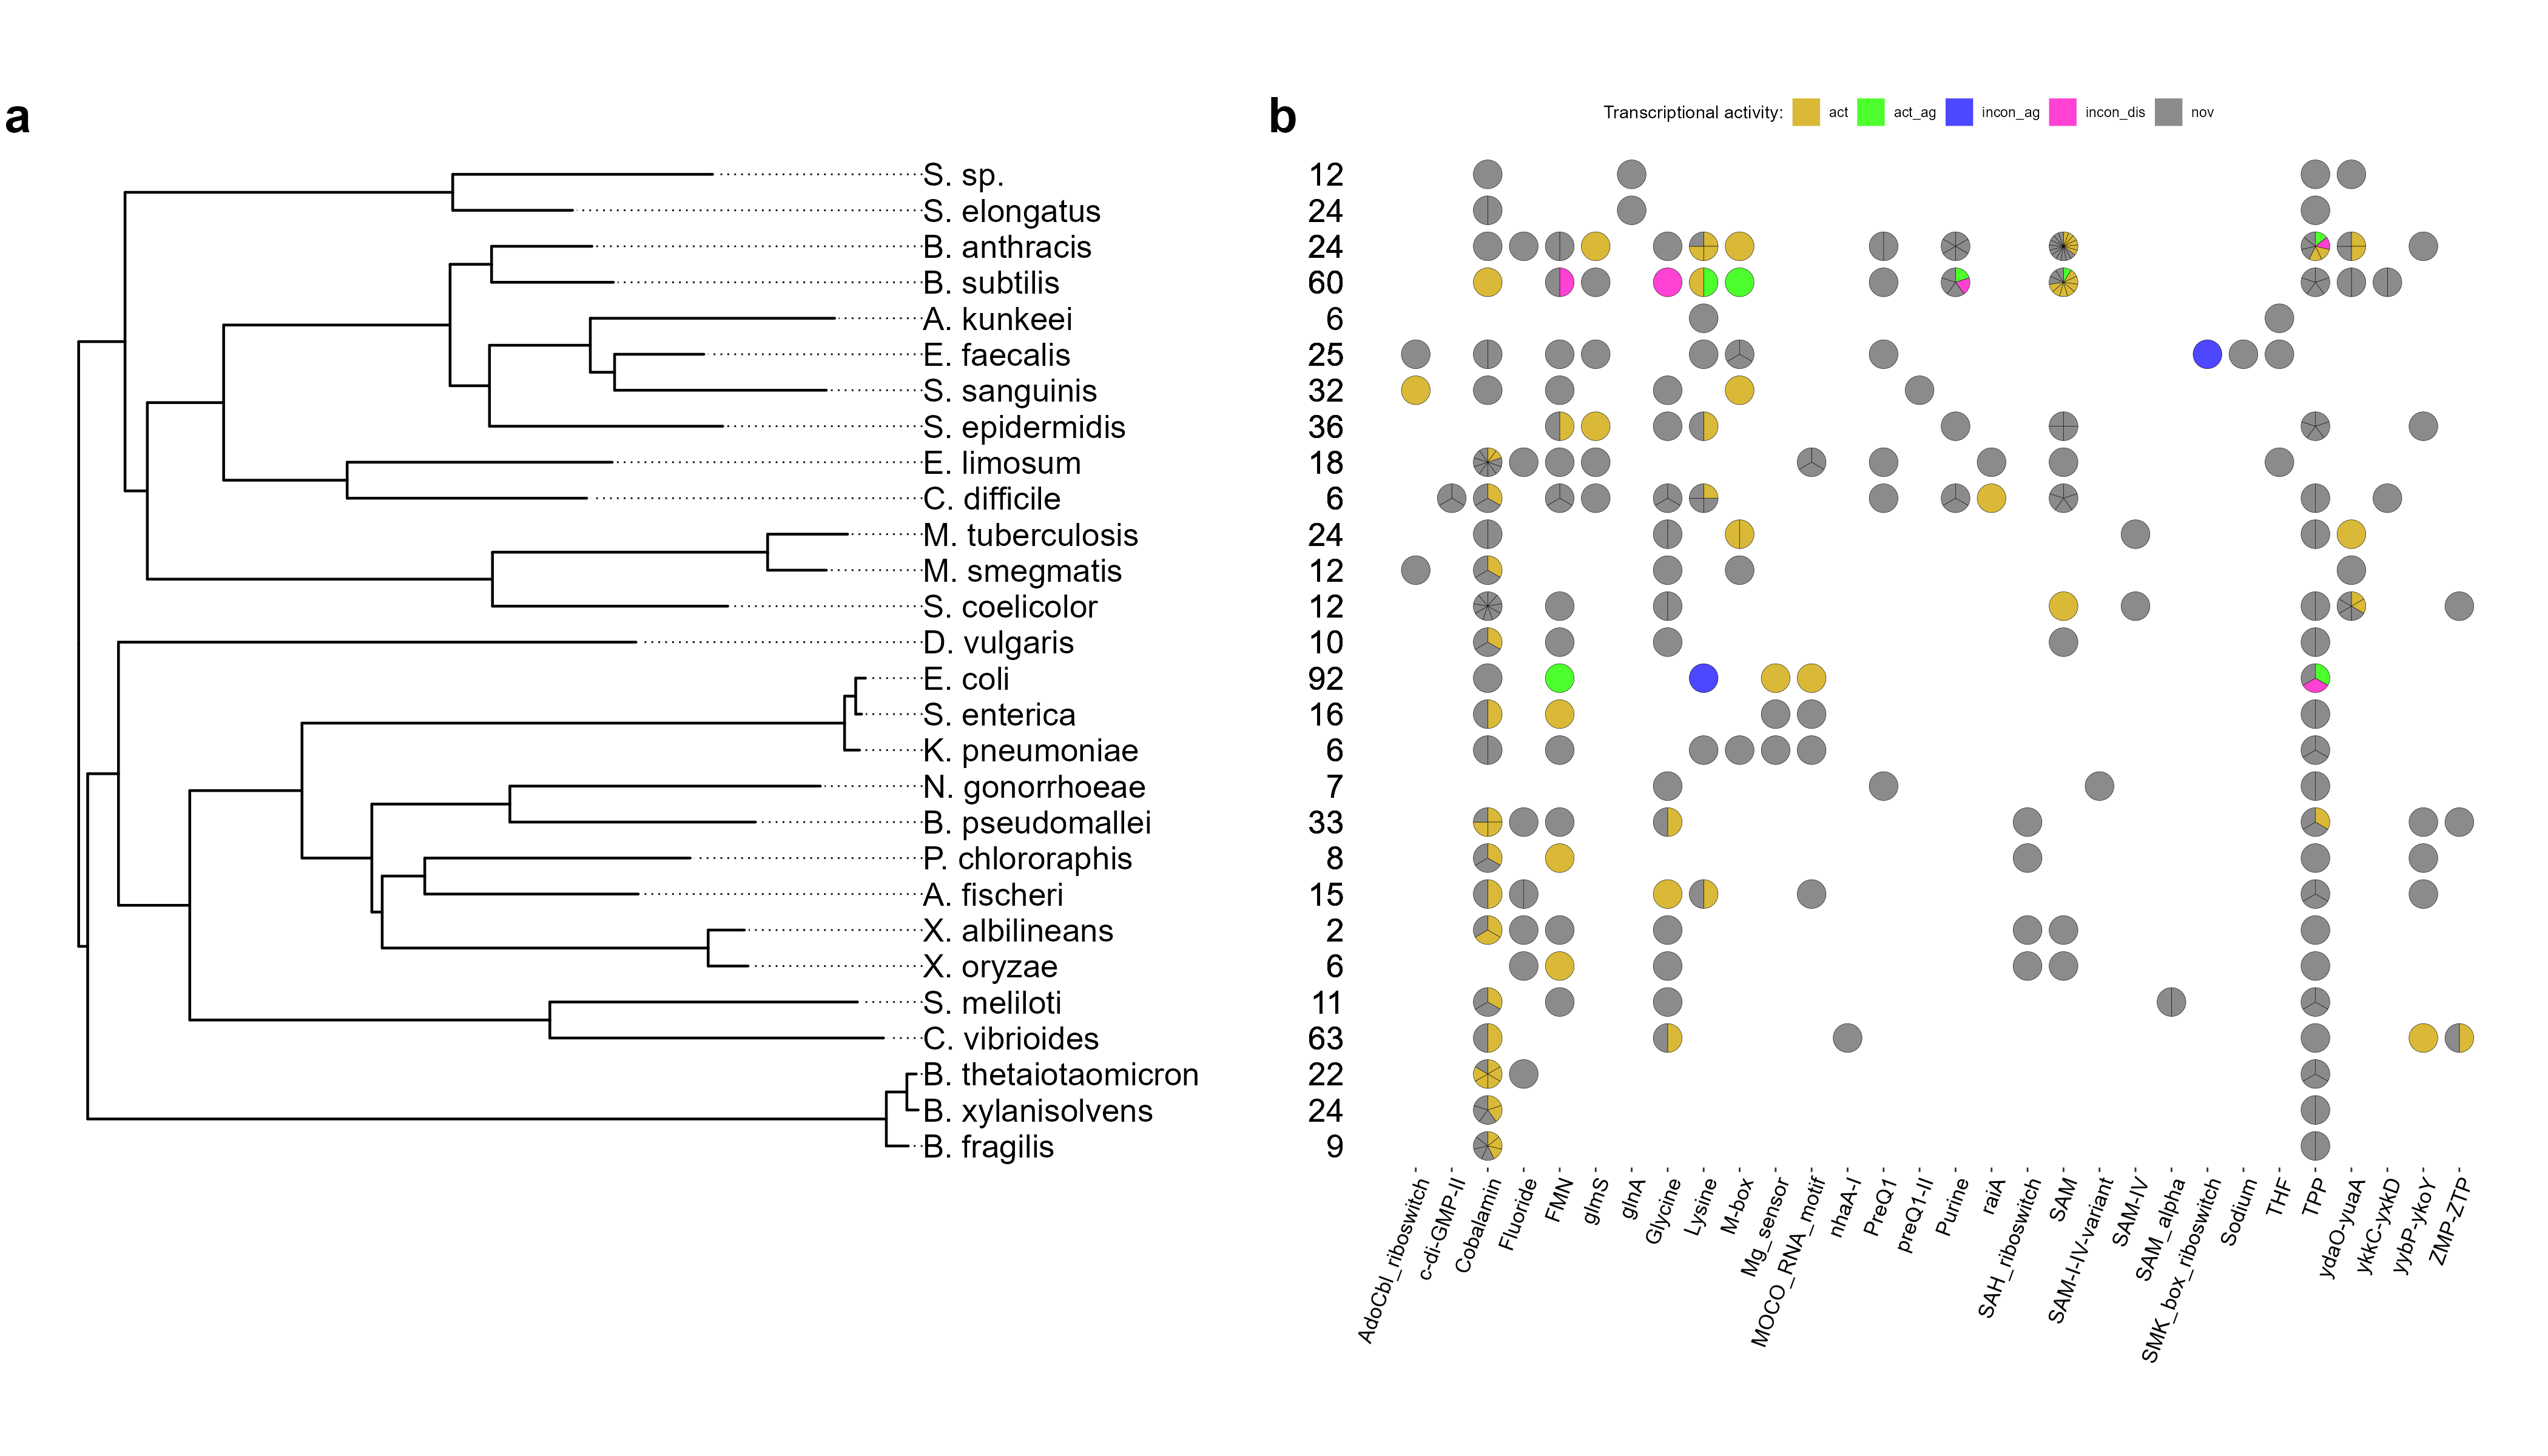 a
b
Transcriptional activity: act act_ag incon_ag incon_dis nov
S. sp. 12
S. elongatus 24
B. anthracis 24
B. subtilis 60
A. kunkeei 6
E. faecalis 25
S. sanguinis 32
S. epidermidis 36
E. limosum 18
C. difficile 6
M. tuberculosis 24
M. smegmatis 12
S. coelicolor 12
D. vulgaris 10
E. coli 92
S. enterica 16
K. pneumoniae 6
N. gonorrhoeae 7
B. pseudomallei 33
P. chlororaphis 8
A. fischeri 15
X. albilineans 2
X. oryzae 6
S. meliloti 11
C. vibrioides 63
B. thetaiotaomicron 22
B. xylanisolvens 24
B. fragilis 9
AdoCbl_riboswitch
c-di-GMP-II
Cobalamin
Fluoride
FMN
glmS
glnA
Glycine
Lysine
M-box
Mg_sensor
MOCO_RNA_motif
nhaA-I
PreQ1
preQ1-II
Purine
raiA
SAH_riboswitch
SAM
SAM-I-IV-variant
SAM-IV
SAM_alpha
SMK_box_riboswitch
Sodium
THF
TPP
ydaO-yuaA
ykkC-yxkD
yybP-ykoY
ZMP-ZTP